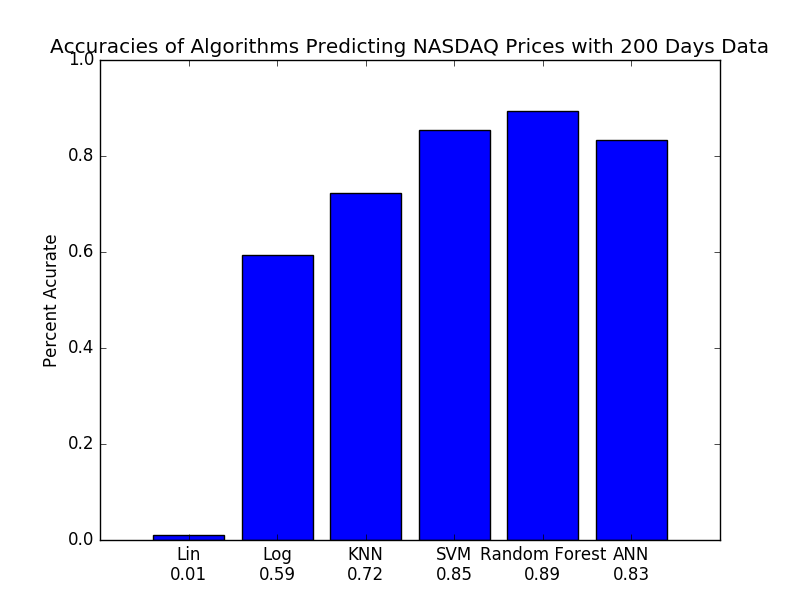 Accuracies of Algorithms Predicting NASDAQ Prices with 200 Days Data
1.0
0.8
0.6
0.4
0.2
0.0
Percent Acurate
Lin Log KNN SVM Random Forest ANN
0.01 0.59 0.72 0.85 0.89 0.83